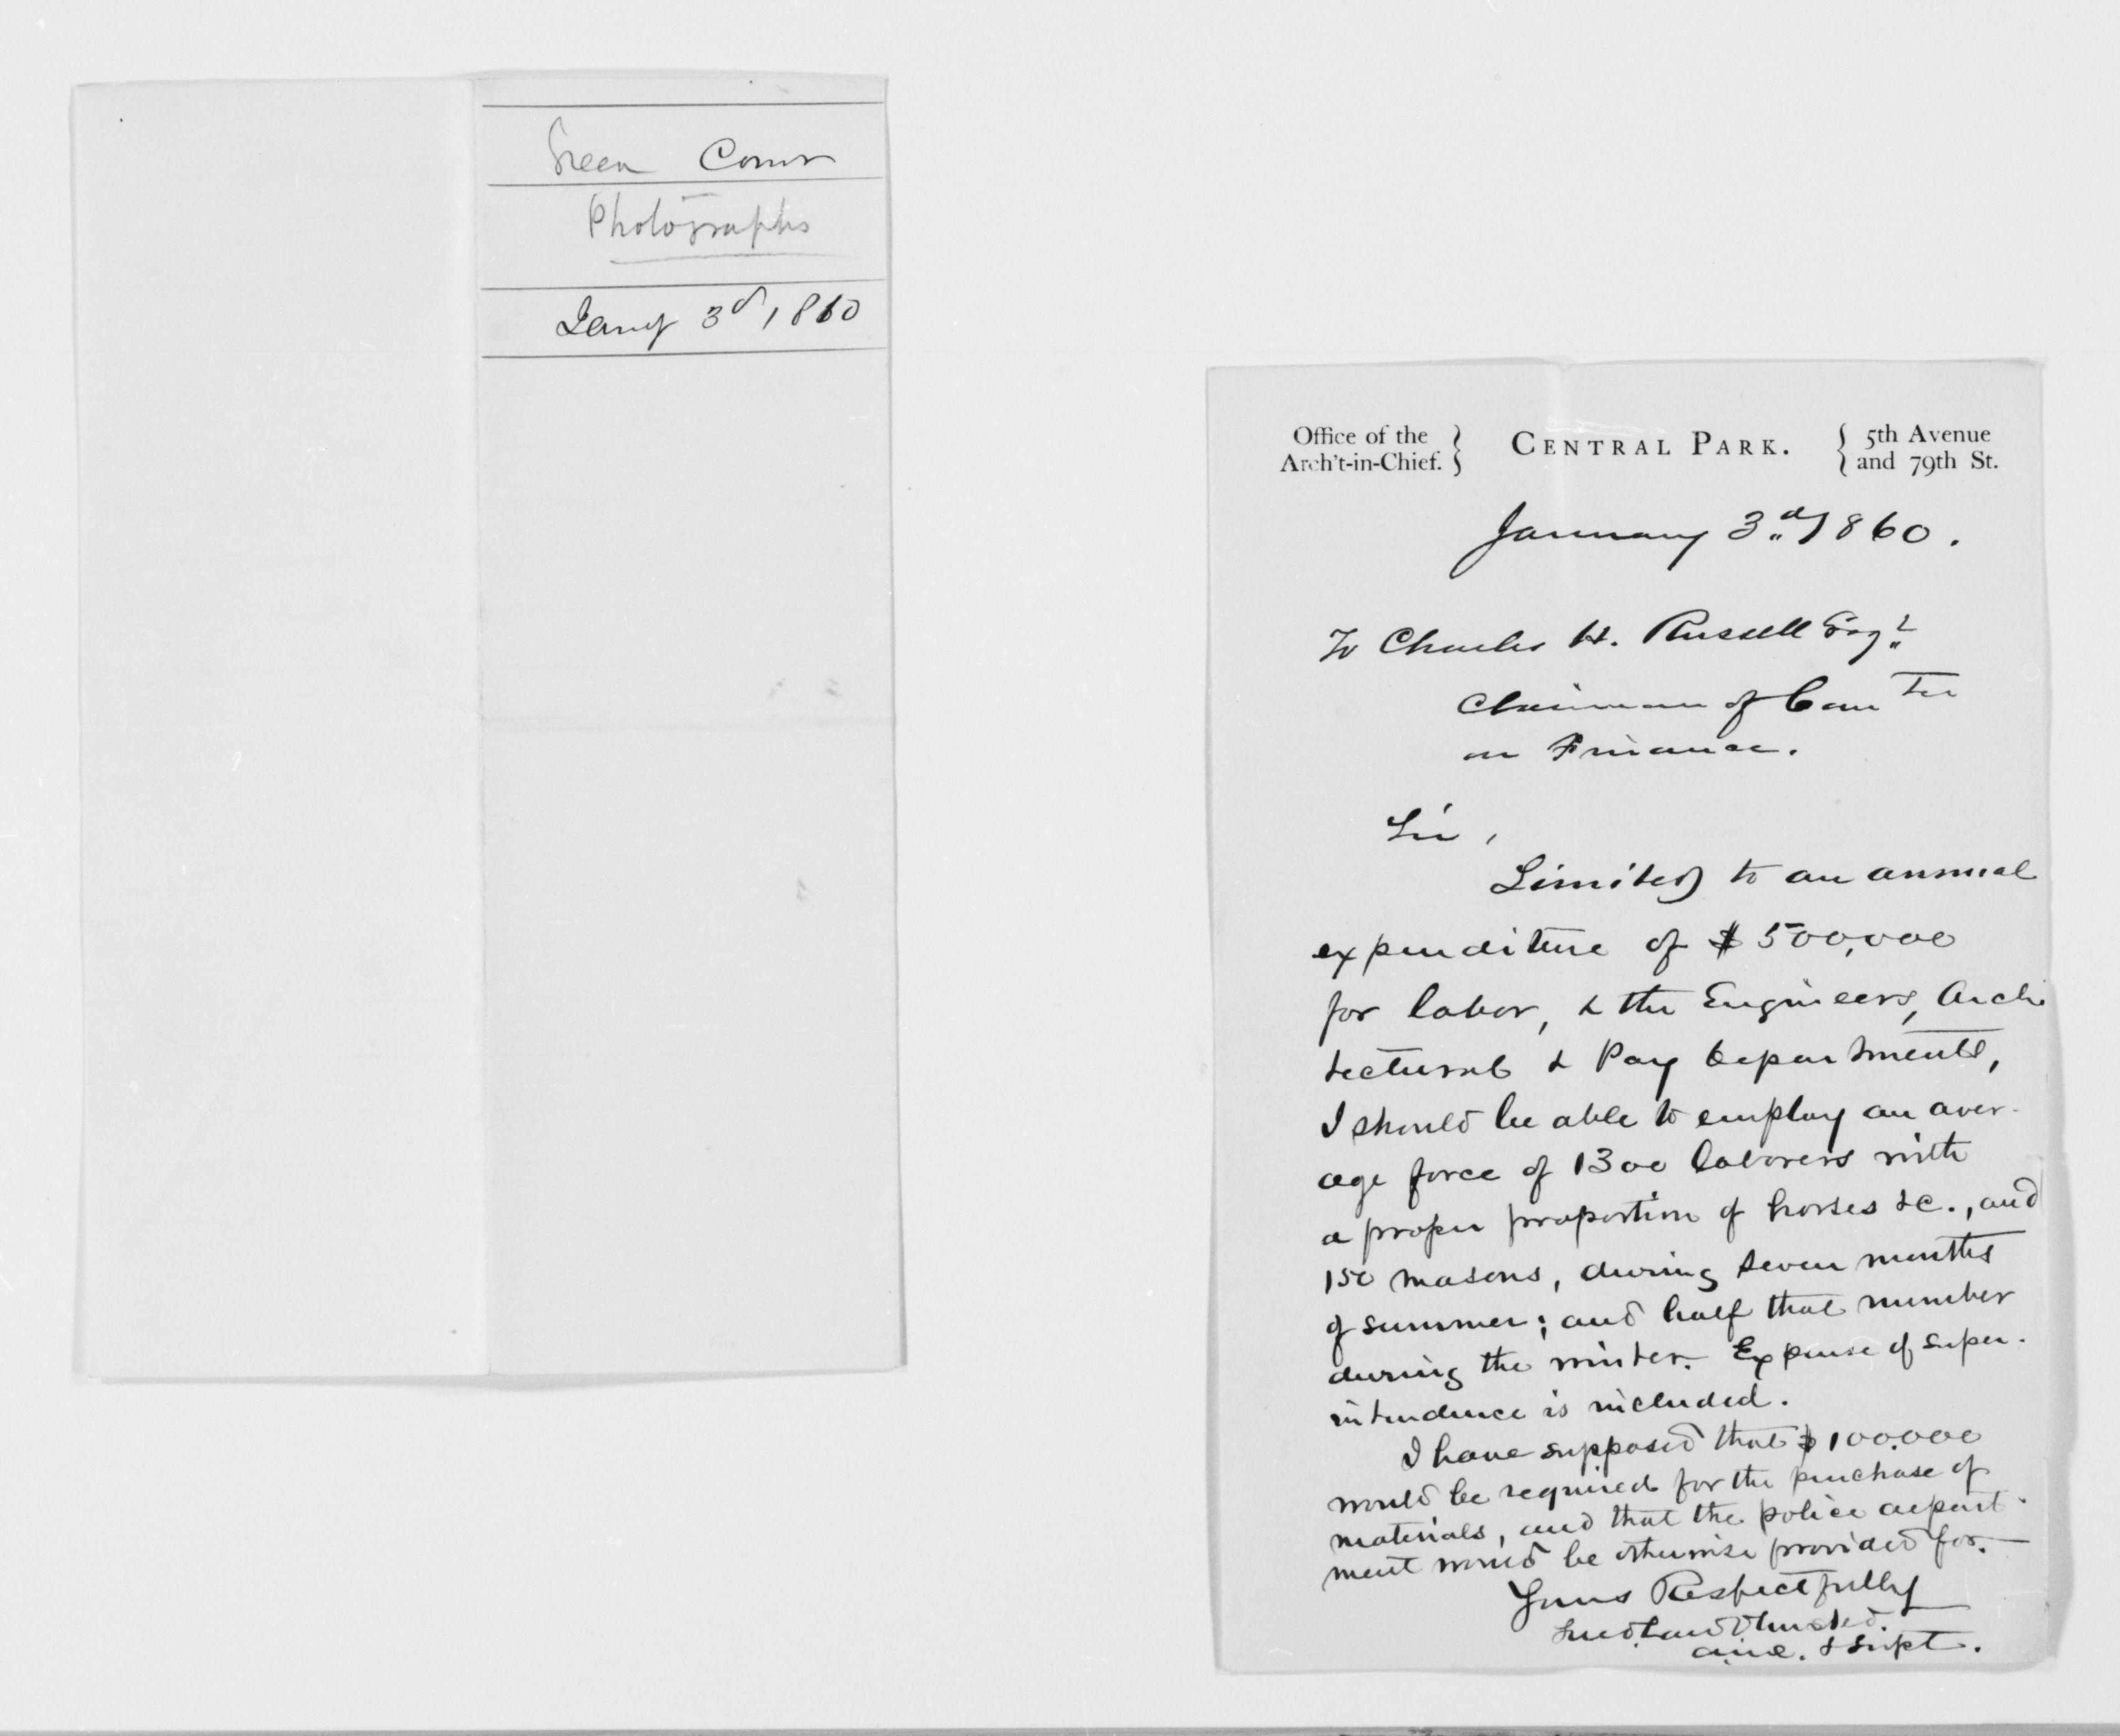 Green Comr
Photographs
Jany 3d, 1860
Office of the
Arch't-in-Chief.
CENTRAL PARK.
5th Avenue
and 79th St.
January 3d, 1860.
To Charles H. Russell Esqr
Chairman of Comtee
on Finance.
Sir,
Limited to an annual
expenditure of $500,000
for labor, & the Engineers, Archi
tectural & Pay departments,
I should be able to employ an aver-
age force of 1300 laborers with
a proper proportion of horses &c., and
150 masons, during seven months
of summer; and half that number
during the winter. Expense of super-
intendence is included.
I have supposed that $100,000
would be required for the purchase of
materials, and that the police depart-
ment would be otherwise provided for.—
Yours Respectfully
Fred. Law Olmsted.
& Supt.